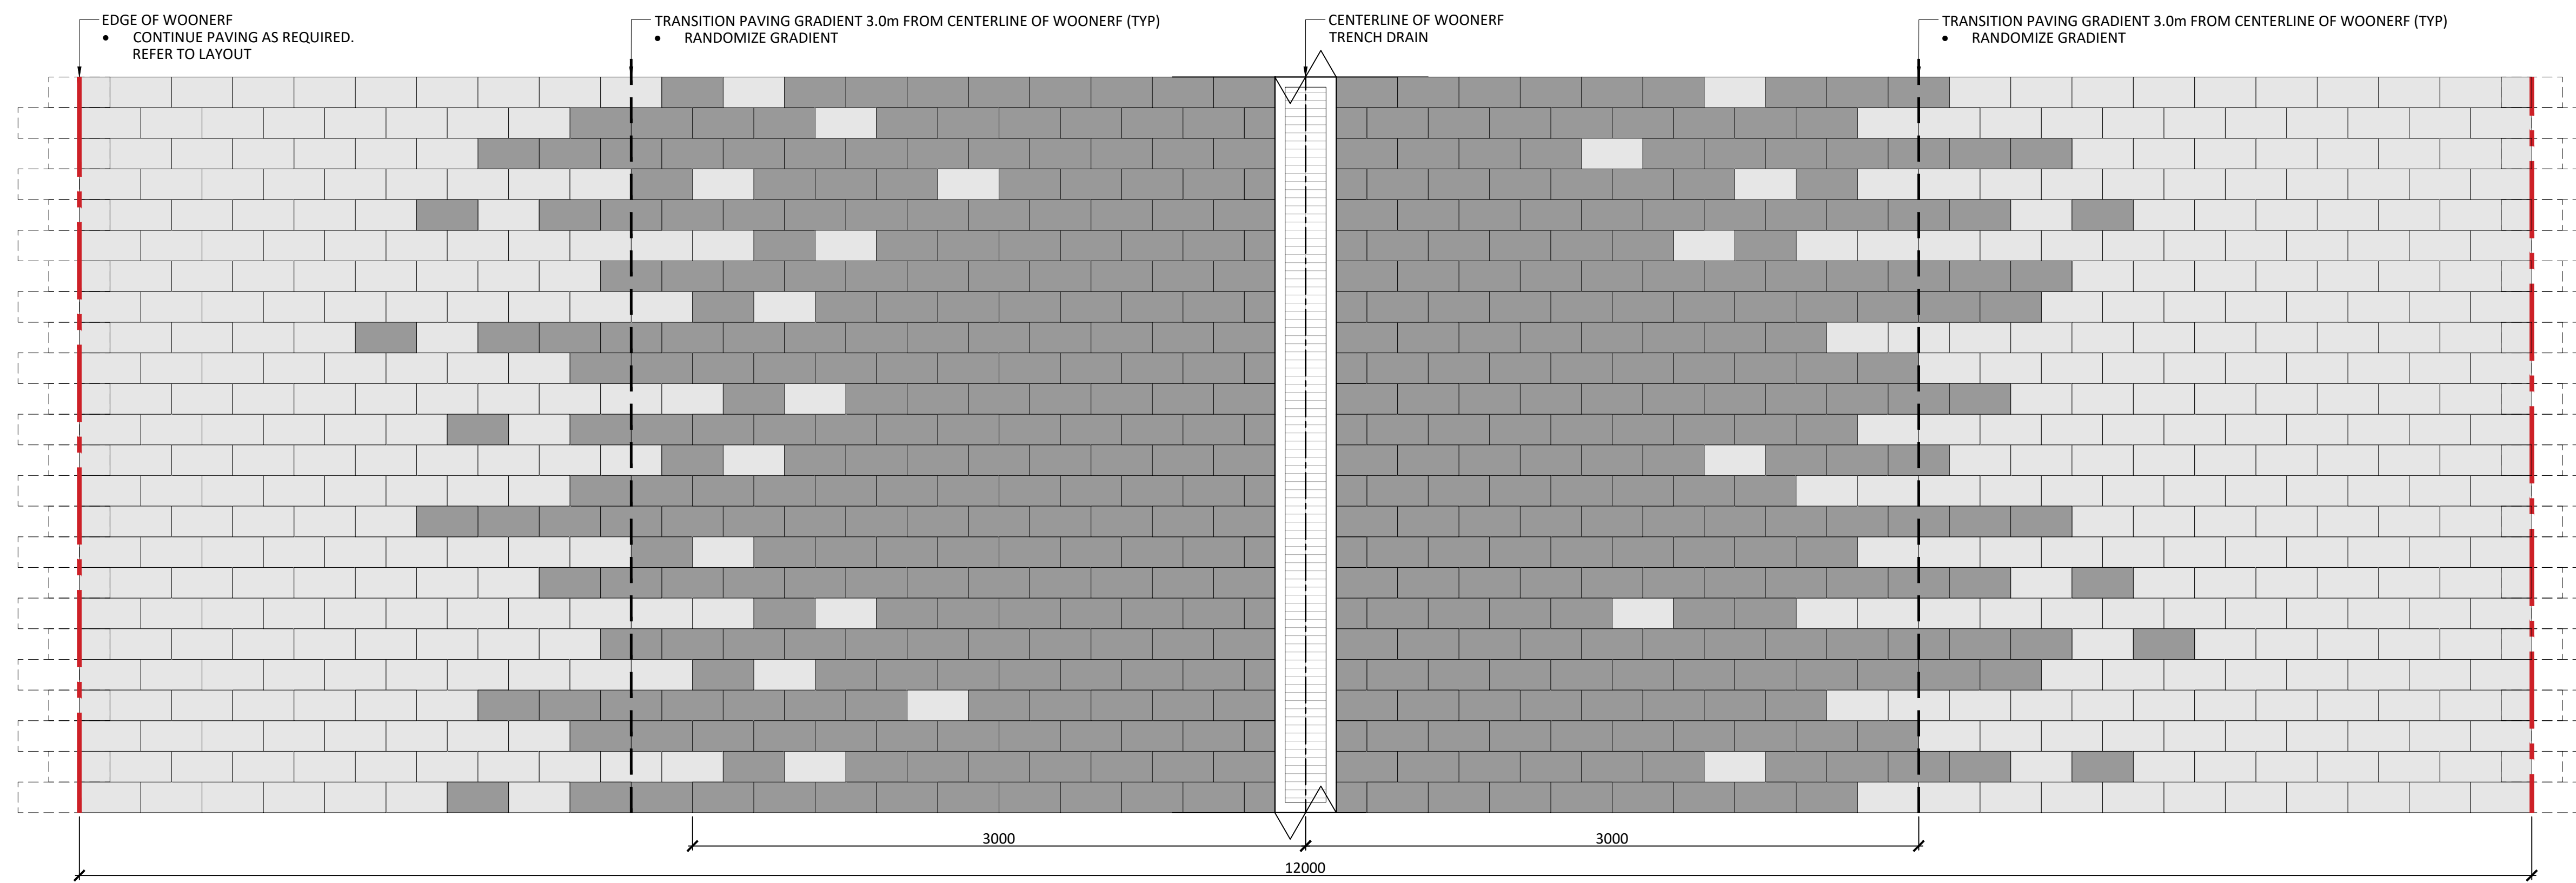 EDGE OF WOONERF
• CONTINUE PAVING AS REQUIRED.
REFER TO LAYOUT
TRANSITION PAVING GRADIENT 3.0m FROM CENTERLINE OF WOONERF (TYP)
• RANDOMIZE GRADIENT
CENTERLINE OF WOONERF
TRENCH DRAIN
TRANSITION PAVING GRADIENT 3.0m FROM CENTERLINE OF WOONERF (TYP)
• RANDOMIZE GRADIENT
3000
3000
12000